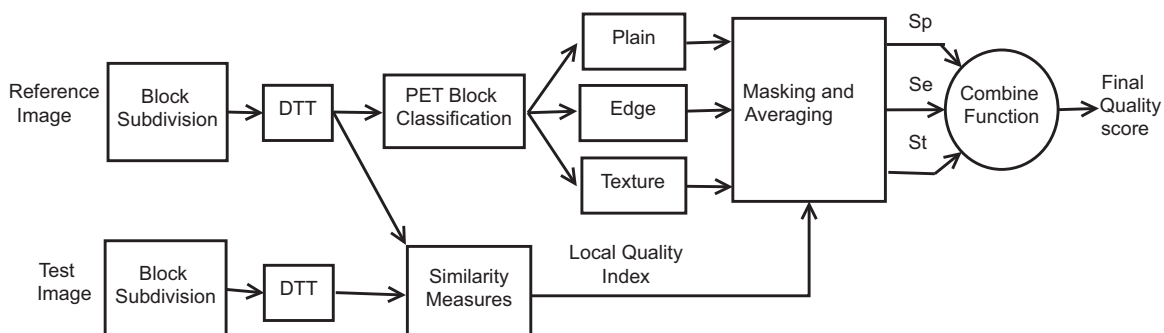 Reference
Image
Block
Subdivision
DTT
PET Block
Classification
Plain
Edge
Texture
Masking and
Averaging
Sp
Se
St
Combine
Function
Final
Quality
score
Test
Image
Block
Subdivision
DTT
Similarity
Measures
Local Quality
Index